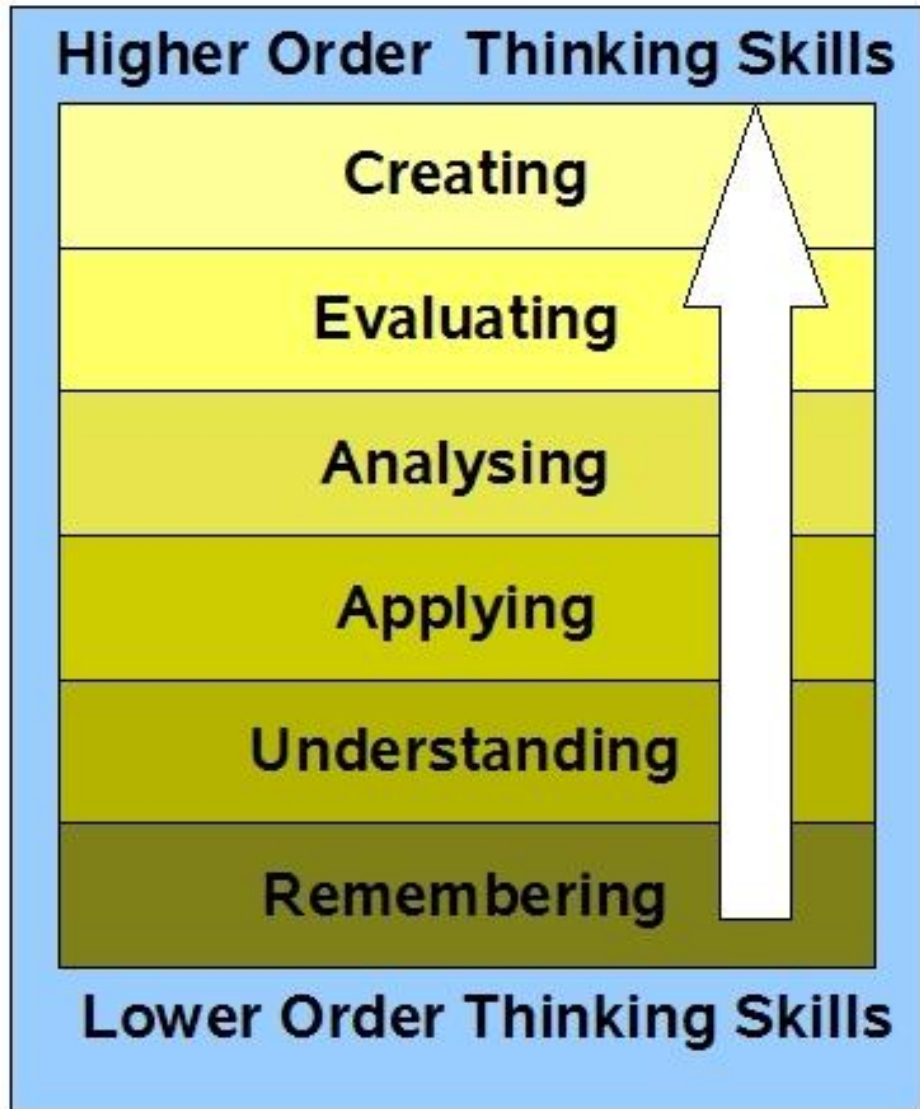 Higher Order Thinking Skills
Creating
Evaluating
Analysing
Applying
Understanding
Remembering
Lower Order Thinking Skills